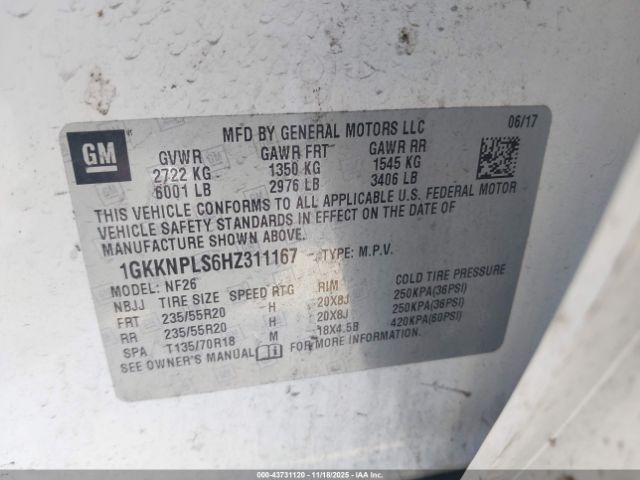 GM
MFD BY GENERAL MOTORS LLC
06/17
GVWR GAWR FRT GAWR RR
2722 KG 1350 KG 1545 KG
6001 LB 2976 LB 3406 LB
THIS VEHICLE CONFORMS TO ALL APPLICABLE U.S. FEDERAL MOTOR
VEHICLE SAFETY STANDARDS IN EFFECT ON THE DATE OF
MANUFACTURE SHOWN ABOVE.
1GKKNPLS6HZ311167 TYPE: M.P.V.
MODEL: NF26
NBJJ TIRE SIZE SPEED RTG RIM COLD TIRE PRESSURE
FRT 235/55R20 H 20X8J 250KPA(36PSI)
RR 235/55R20 H 20X8J 250KPA(36PSI)
SPA T135/70R18 M 18X4.5B 420KPA(60PSI)
SEE OWNER'S MANUAL FOR MORE INFORMATION.
000-43731120 - 11/18/2025 - IAAI.COM